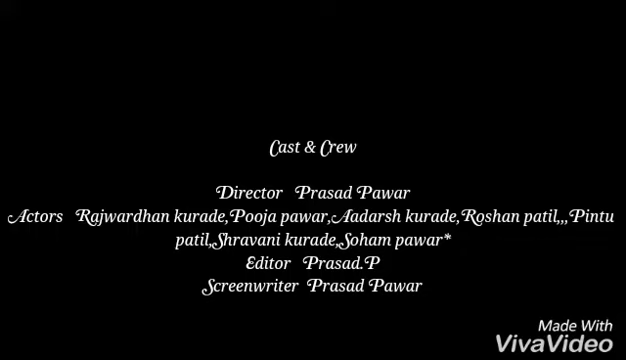 Cast & Crew
Director Prasad Pawar
Actors Rajwardhan kurade,Pooja pawar,Aadarsh kurade,Roshan patil,,,Pintu
patil,Shravani kurade,Soham pawar*
Editor Prasad.P
Screenwriter Prasad Pawar
Made With
VivaVideo